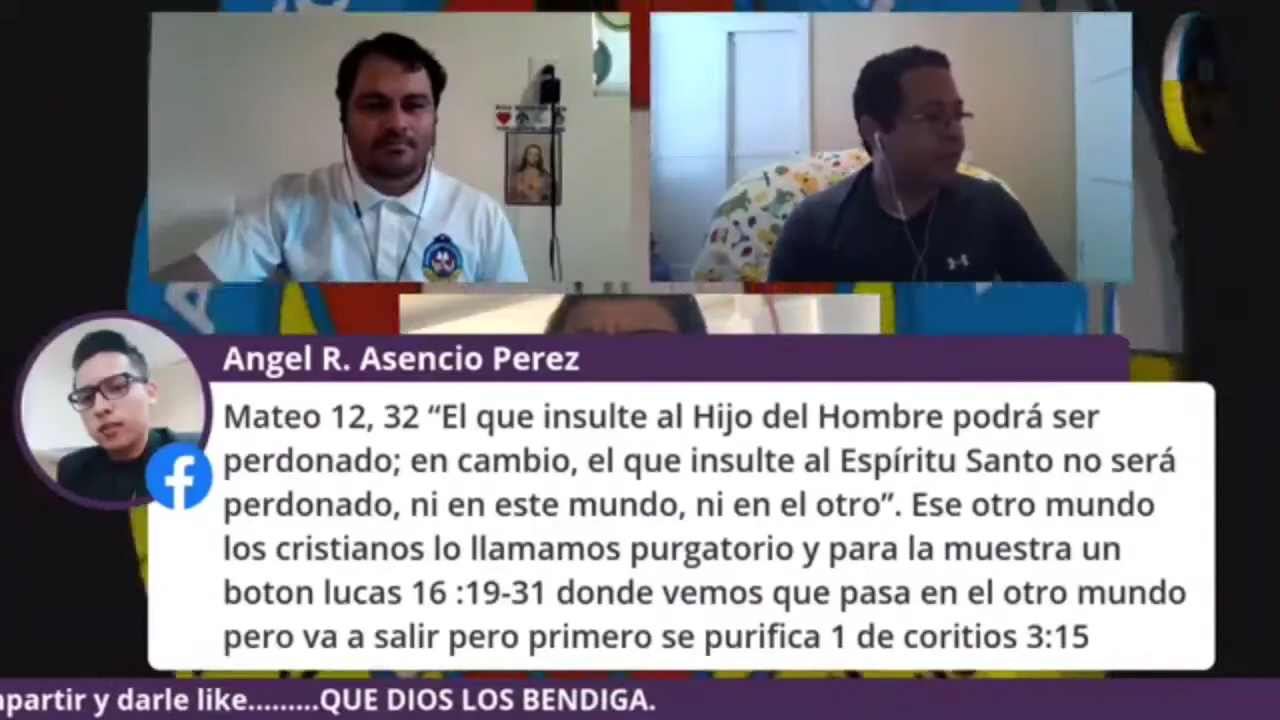 Angel R. Asencio Perez
Mateo 12, 32 “El que insulte al Hijo del Hombre podrá ser
perdonado; en cambio, el que insulte al Espíritu Santo no será
perdonado, ni en este mundo, ni en el otro”. Ese otro mundo
los cristianos lo llamamos purgatorio y para la muestra un
boton lucas 16 :19-31 donde vemos que pasa en el otro mundo
pero va a salir pero primero se purifica 1 de coritios 3:15
partir y darle like.........QUE DIOS LOS BENDIGA.